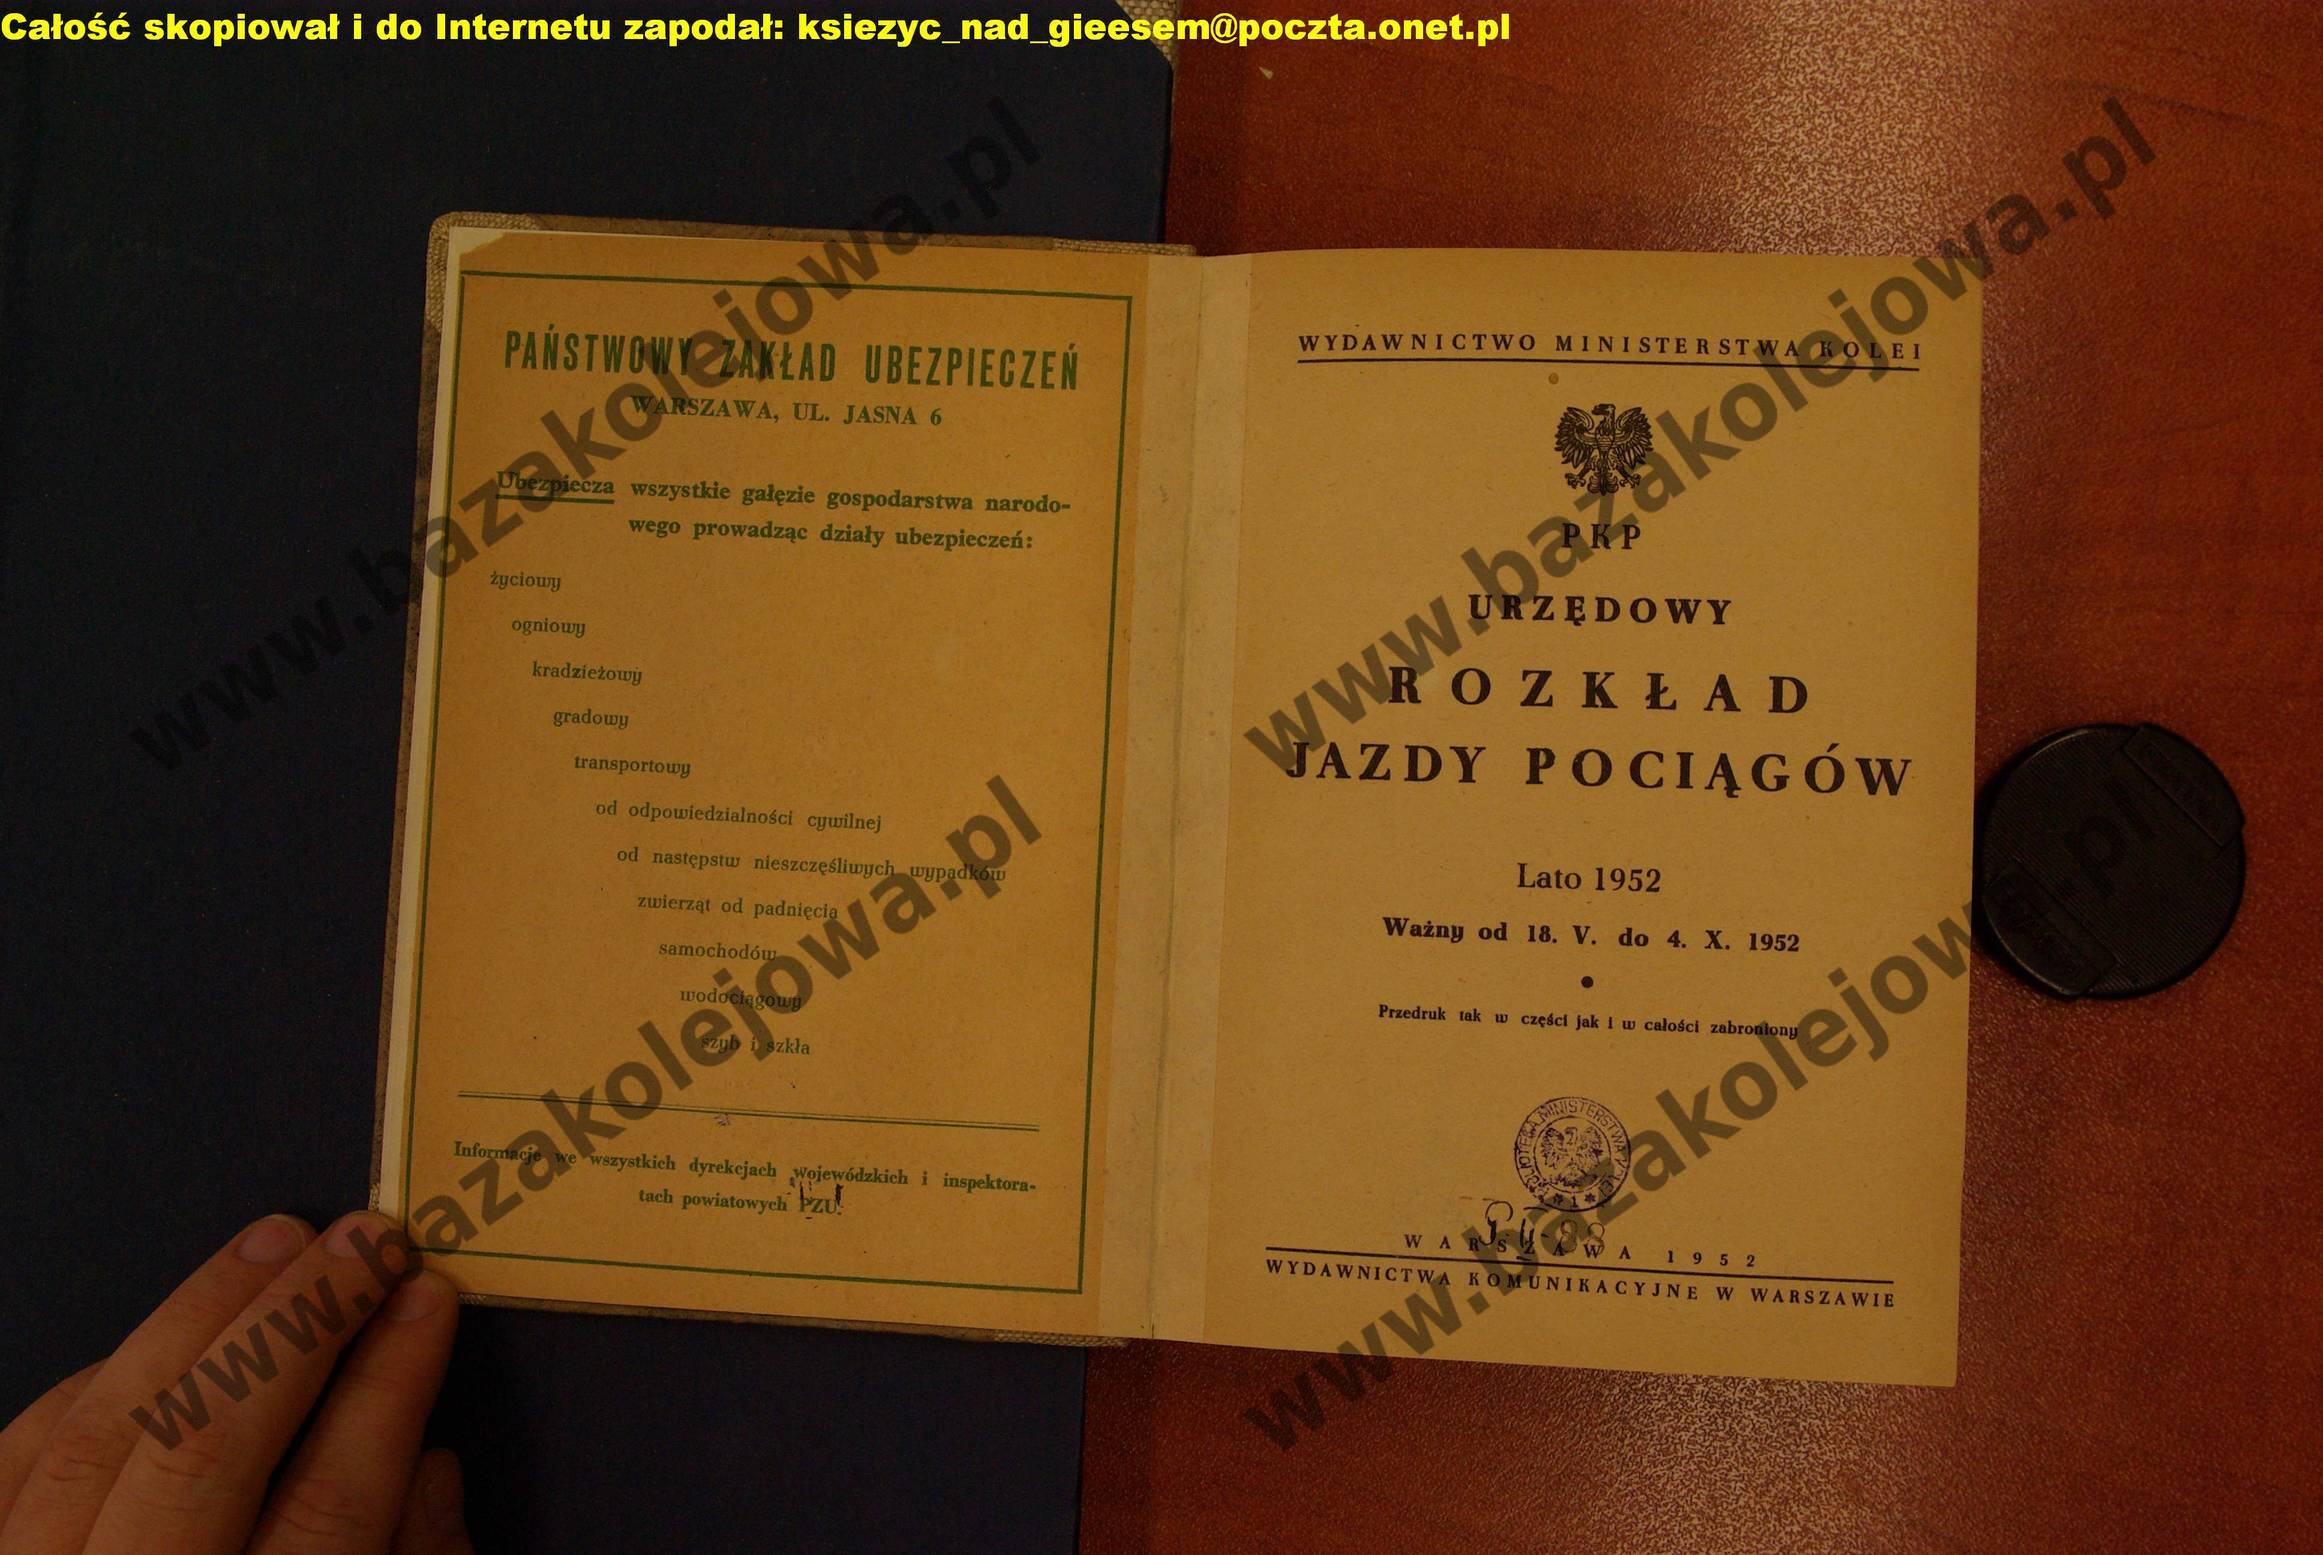 Całość skopiował i do Internetu zapodał: ksiezyc_nad_gieesem@poczta.onet.pl
PAŃSTWOWY ZAKŁAD UBEZPIECZEŃ
WARSZAWA, UL. JASNA 6
Ubezpiecza wszystkie gałęzie gospodarstwa narodo-
wego prowadząc działy ubezpieczeń:
życiowy
ogniowy
kradzieżowy
gradowy
transportowy
od odpowiedzialności cywilnej
od następstw nieszczęśliwych wypadków
zwierząt od padnięcia
samochodów
wodociągowy
szyb i szkła
Informacje we wszystkich dyrekcjach wojewódzkich i inspektora-
tach powiatowych PZU.
WYDAWNICTWO MINISTERSTWA KOLEI
PKP
URZĘDOWY
ROZKŁAD
JAZDY POCIĄGÓW
Lato 1952
Ważny od 18. V. do 4. X. 1952
Przedruk tak w części jak i w całości zabroniony
BIBLIOTEKA MINISTERSTWA KOLEI
* 1 *
WARSZAWA 1952
WYDAWNICTWA KOMUNIKACYJNE W WARSZAWIE
www.bazakolejowa.pl
www.bazakolejowa.pl
www.bazakolejowa.pl
www.bazakolejowa.pl